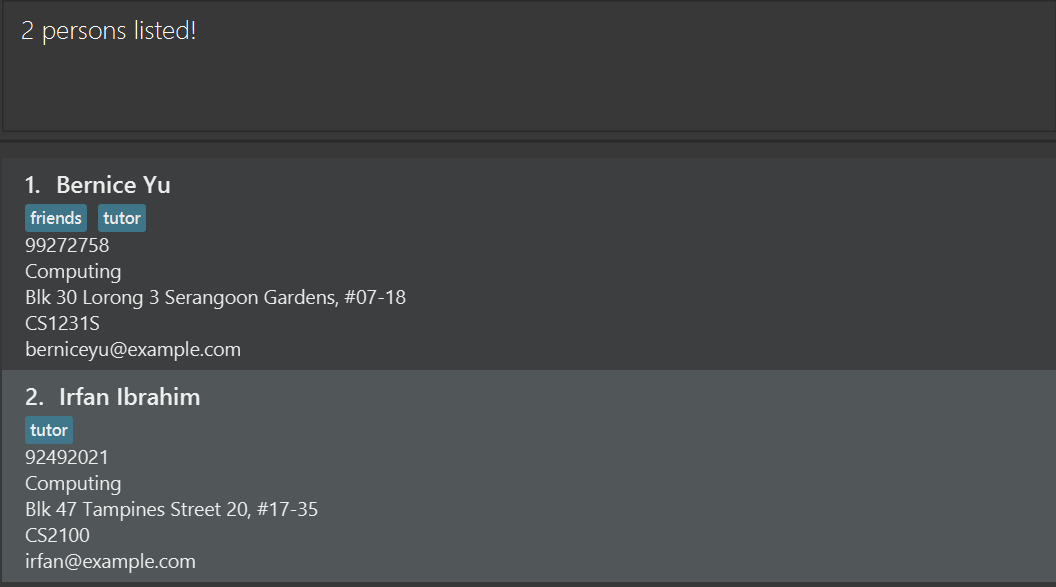 2 persons listed!
1. Bernice Yu
friends tutor
99272758
Computing
Blk 30 Lorong 3 Serangoon Gardens, #07-18
CS1231S
berniceyu@example.com
2. Irfan Ibrahim
tutor
92492021
Computing
Blk 47 Tampines Street 20, #17-35
CS2100
irfan@example.com